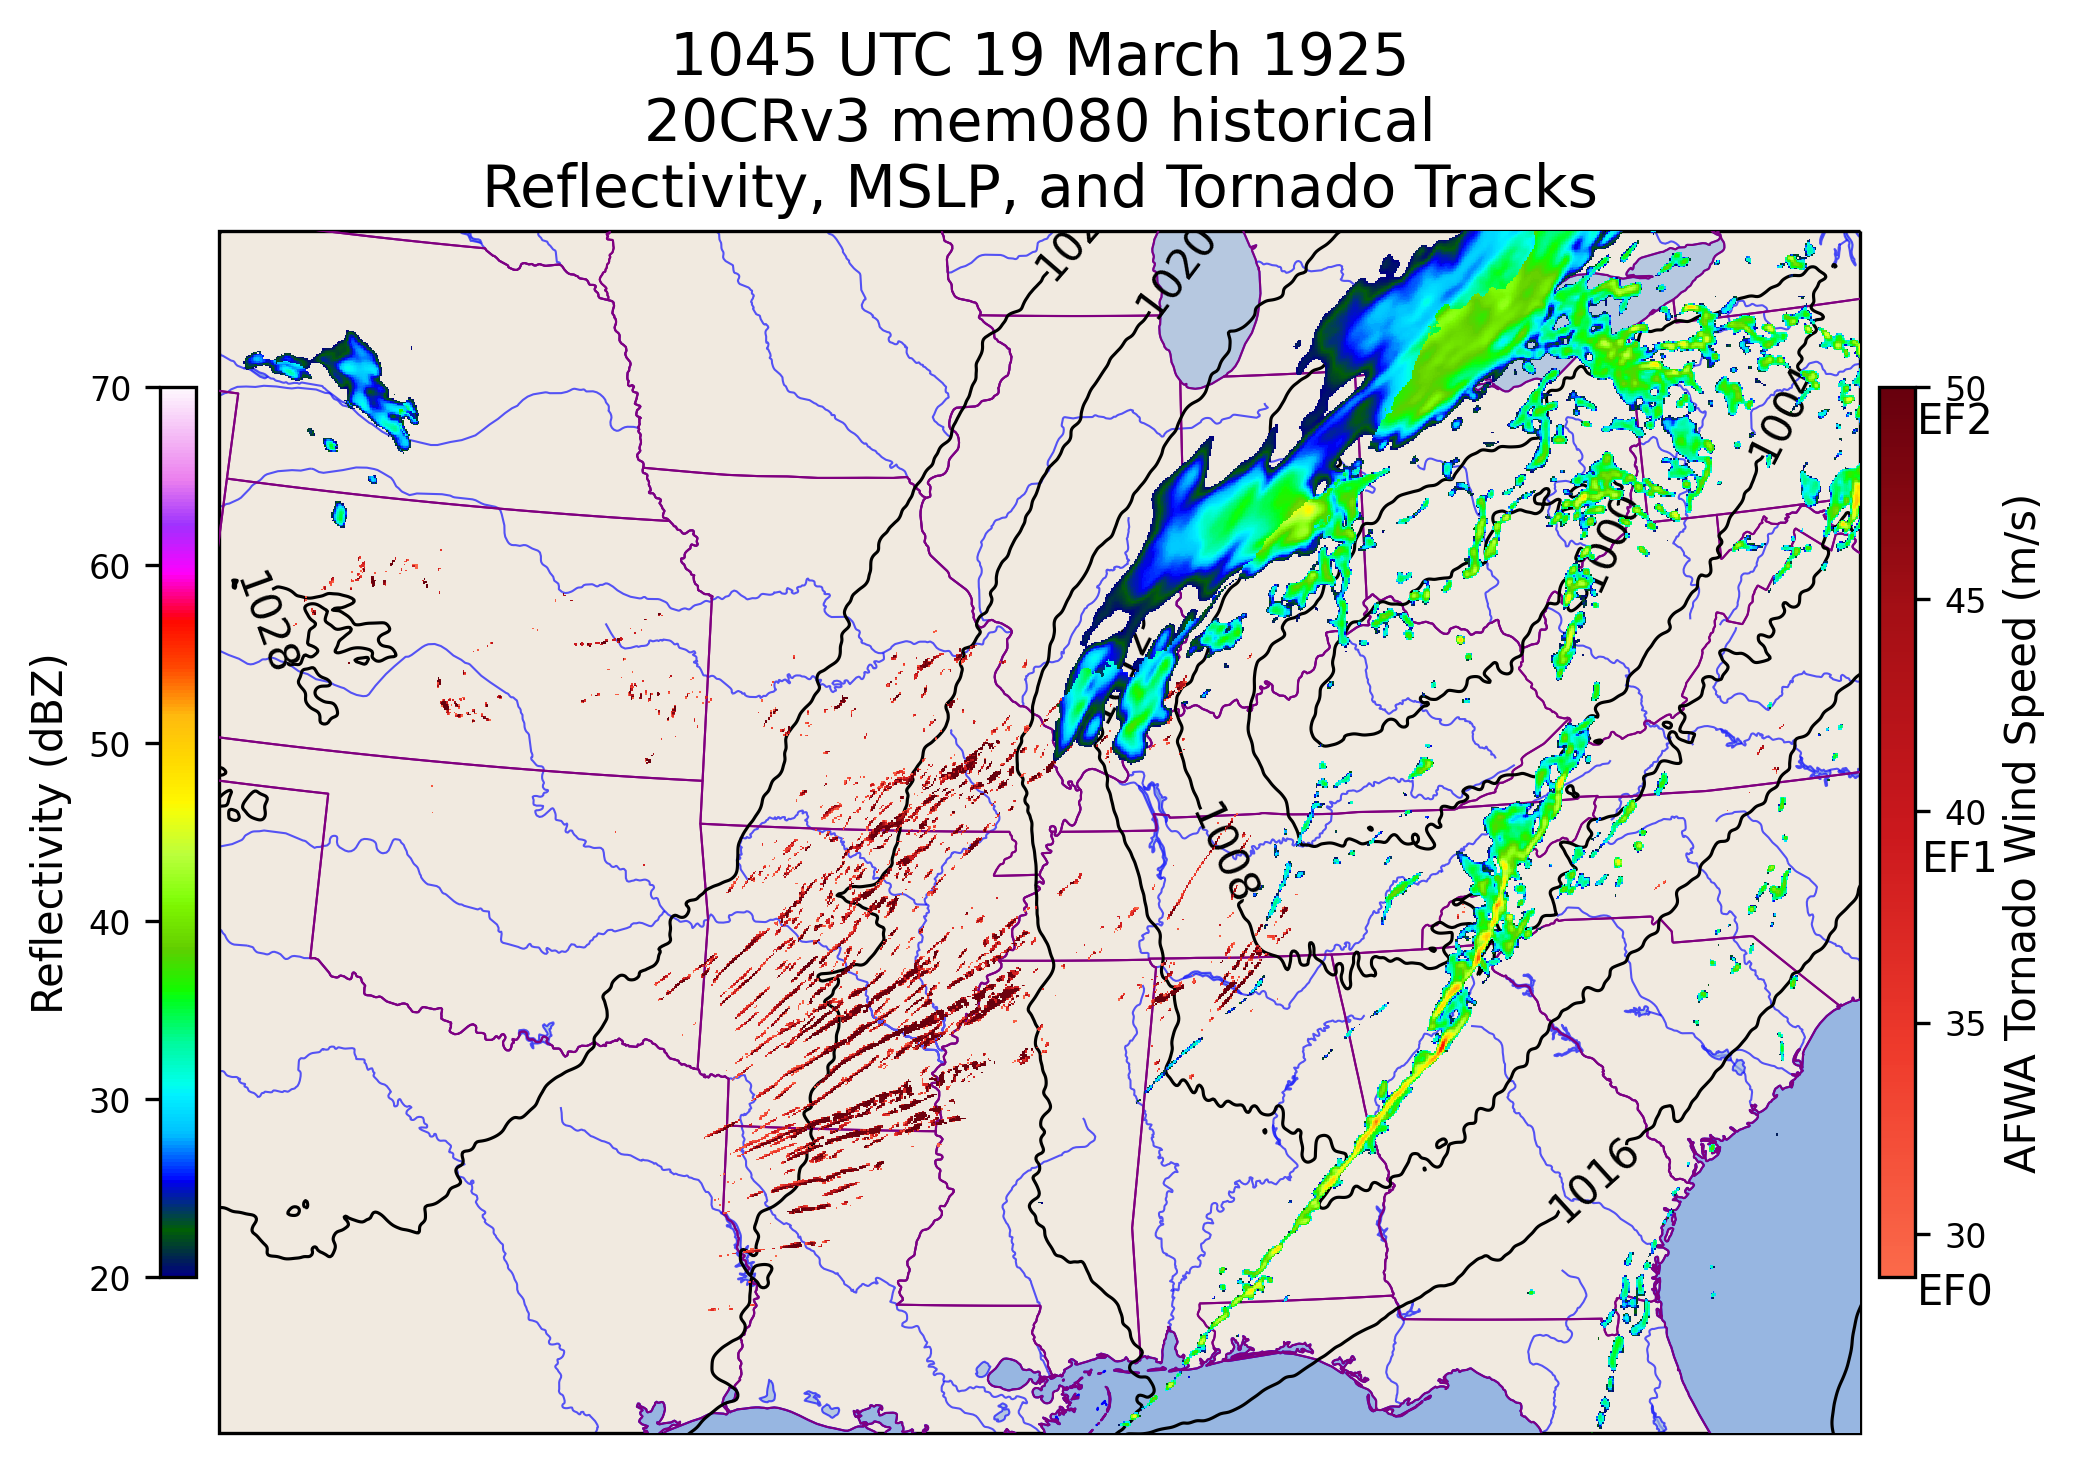 1045 UTC 19 March 1925
20CRv3 mem080 historical
Reflectivity, MSLP, and Tornado Tracks
1020
1004
1000
1028
1008
1016
Reflectivity (dBZ)
70
60
50
40
30
20
50
EF2
45
40
EF1
35
30
EF0
AFWA Tornado Wind Speed (m/s)